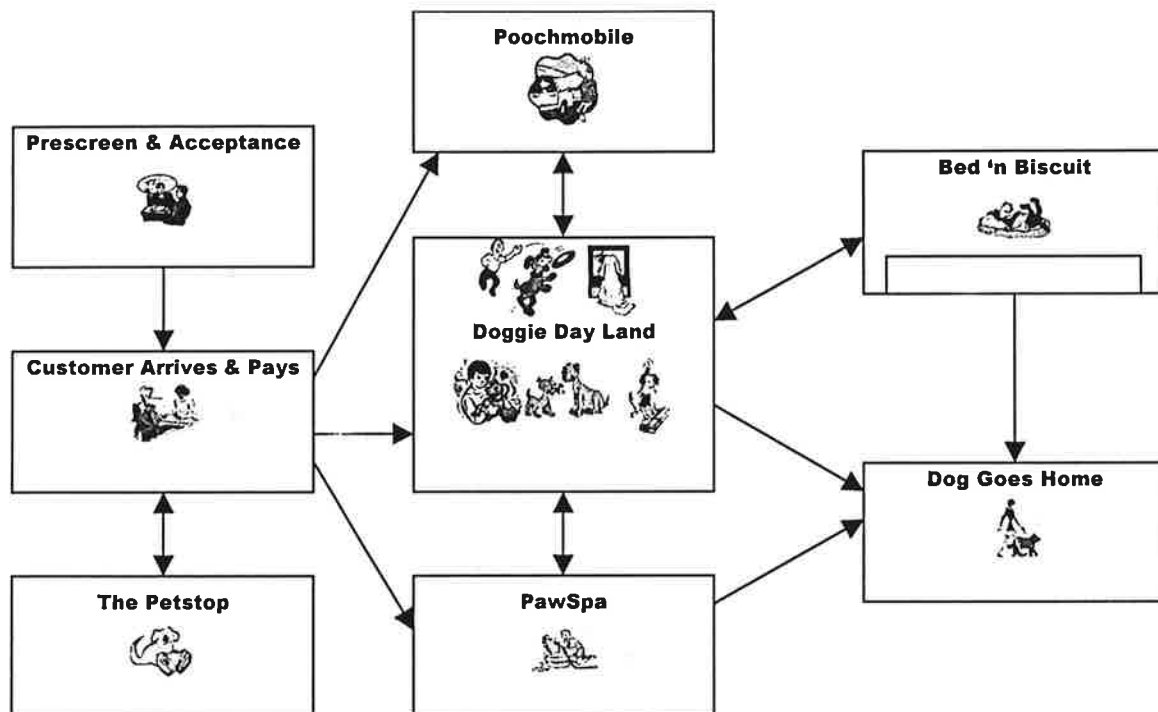 Poochmobile
Prescreen & Acceptance
Bed ‘n Biscuit
Doggie Day Land
Customer Arrives & Pays
Dog Goes Home
The Petstop
PawSpa